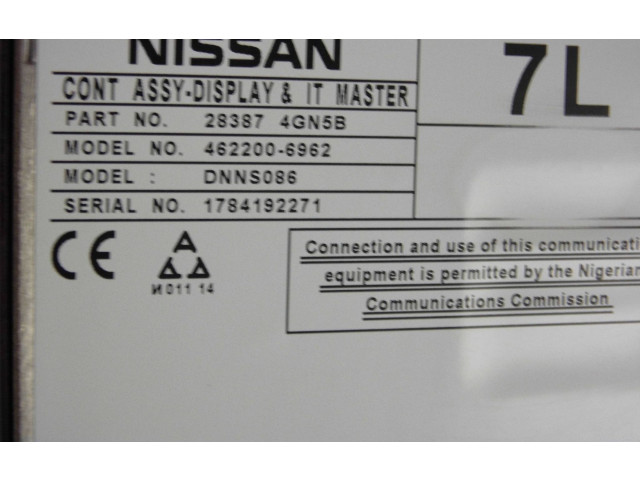 NISSAN
7L
CONT ASSY-DISPLAY & IT MASTER
PART NO. 28387 4GN5B
MODEL NO. 462200-6962
MODEL : DNNS086
SERIAL NO. 1784192271
CE
И 011 14
Connection and use of this communicati
equipment is permitted by the Nigerian
Communications Commission